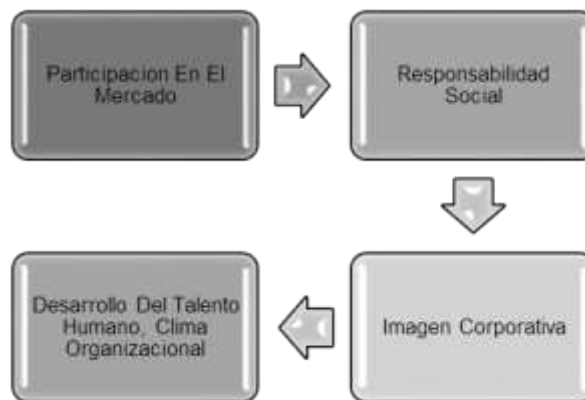 Participacion En El
Mercado
Responsabilidad
Social
Imagen Corporativa
Desarrollo Del Talento
Humano, Clima
Organizacional